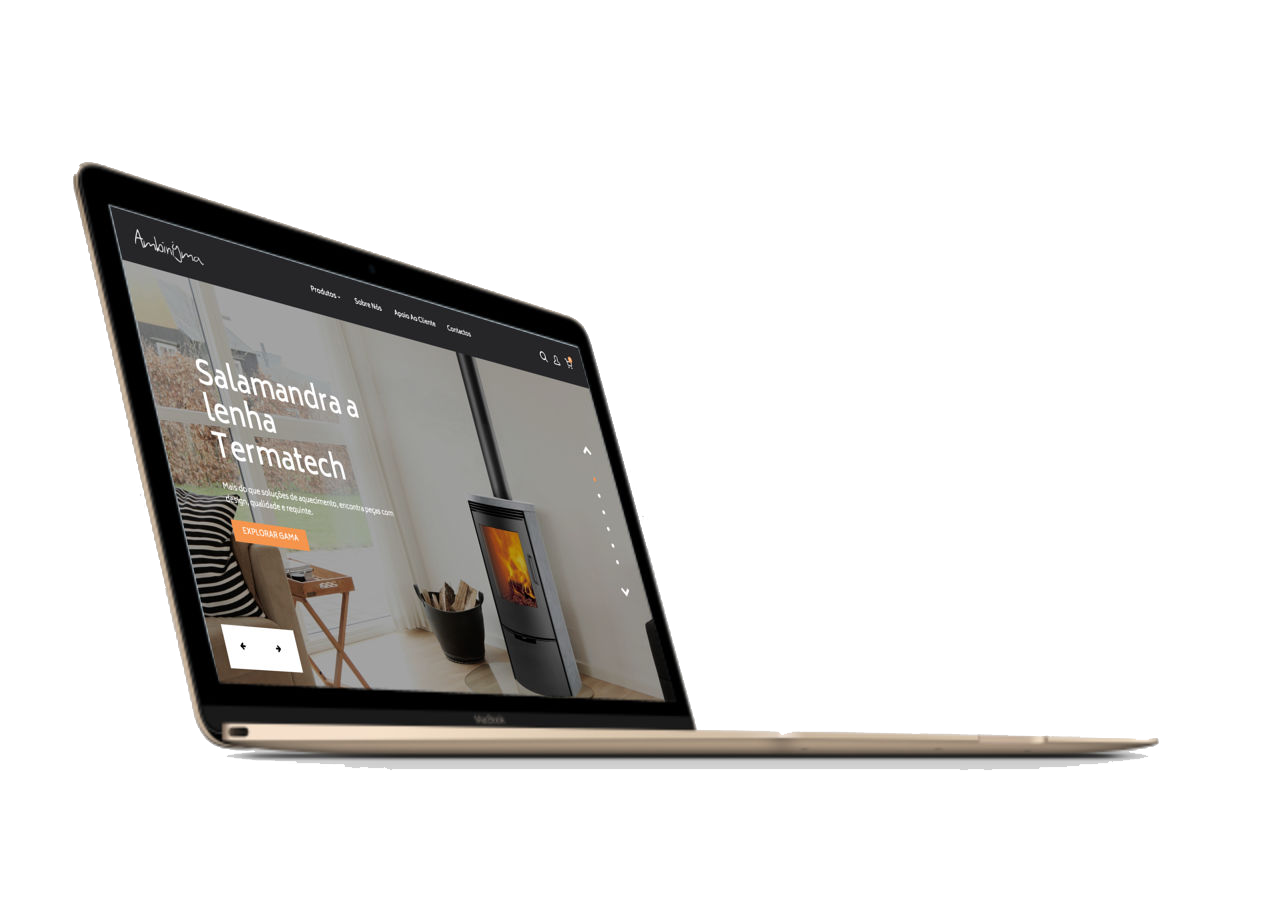 Ambinigma
Produtos
Sobre Nós
Apoio Ao Cliente
Contactos
Salamandra a
lenha
Termatech
Mais do que soluções de aquecimento, encontra peças com
design, qualidade e requinte.
EXPLORAR GAMA
MacBook